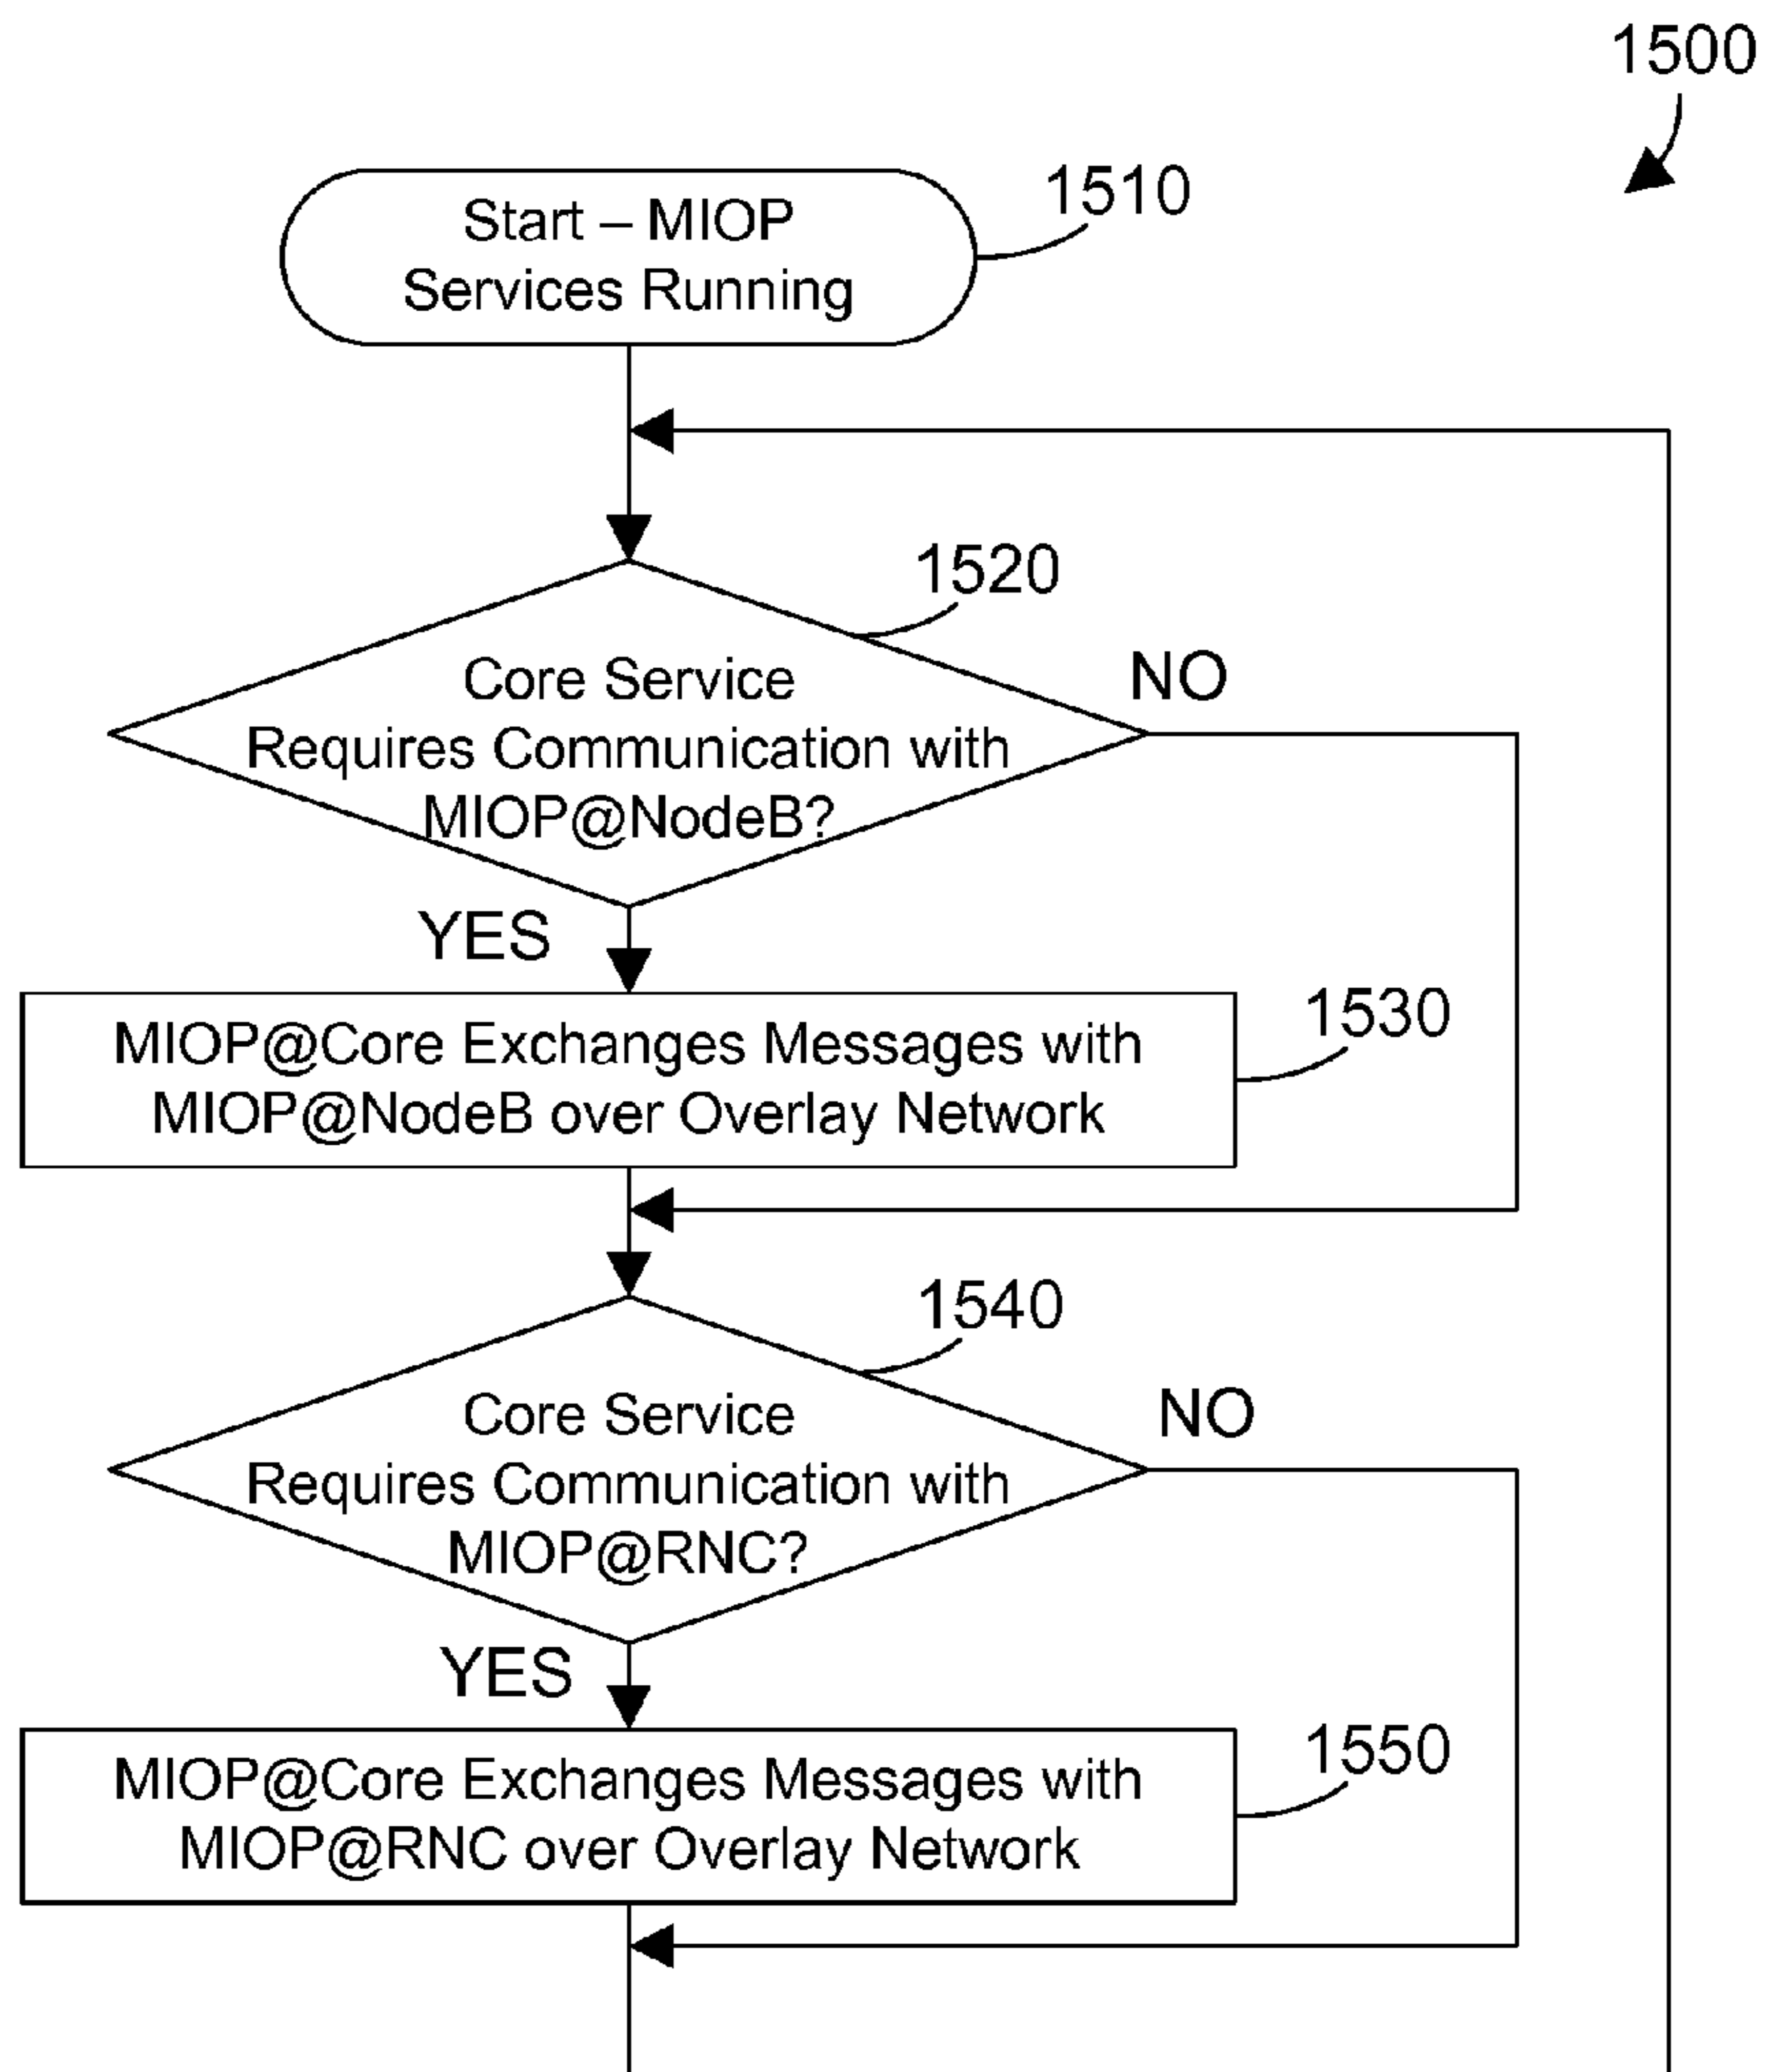 1500
Start – MIOP
Services Running
1510
1520
Core Service
Requires Communication with
MIOP@NodeB?
NO
YES
1530
MIOP@Core Exchanges Messages with
MIOP@NodeB over Overlay Network
1540
Core Service
Requires Communication with
MIOP@RNC?
NO
YES
1550
MIOP@Core Exchanges Messages with
MIOP@RNC over Overlay Network